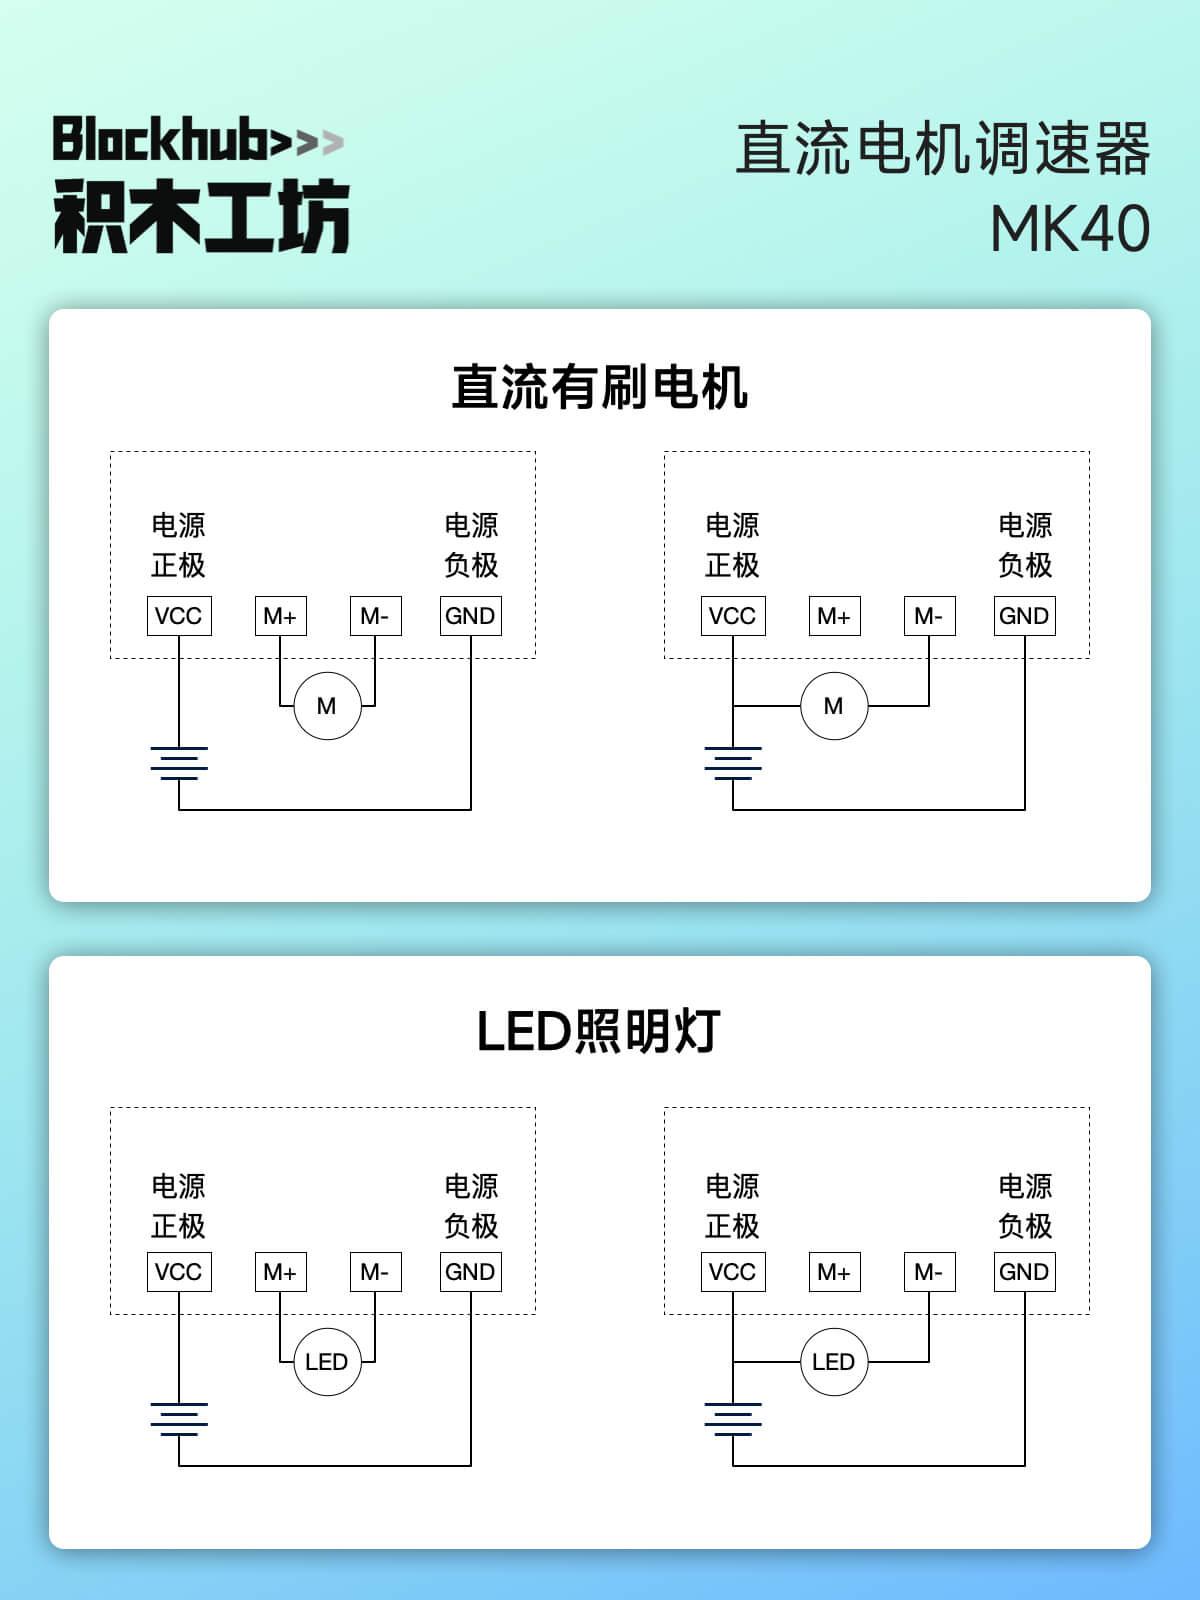 Blockhub>>>
积木工坊
直流电机调速器
MK40
直流有刷电机
电源
正极
电源
负极
VCC
M+
M-
GND
M
电源
正极
电源
负极
VCC
M+
M-
GND
M
LED照明灯
电源
正极
电源
负极
VCC
M+
M-
GND
LED
电源
正极
电源
负极
VCC
M+
M-
GND
LED